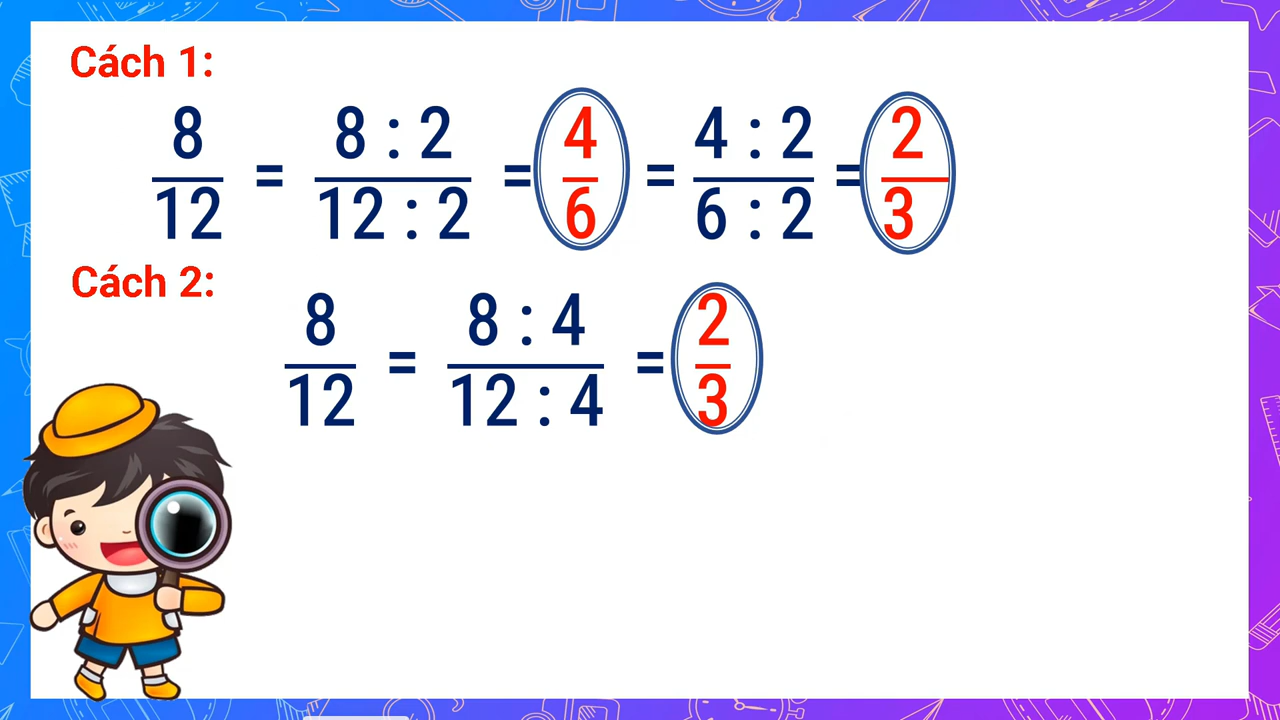 Cách 1:
8/12 = 8 : 2/12 : 2 = 4/6 = 4 : 2/6 : 2 = 2/3
Cách 2:
8/12 = 8 : 4/12 : 4 = 2/3